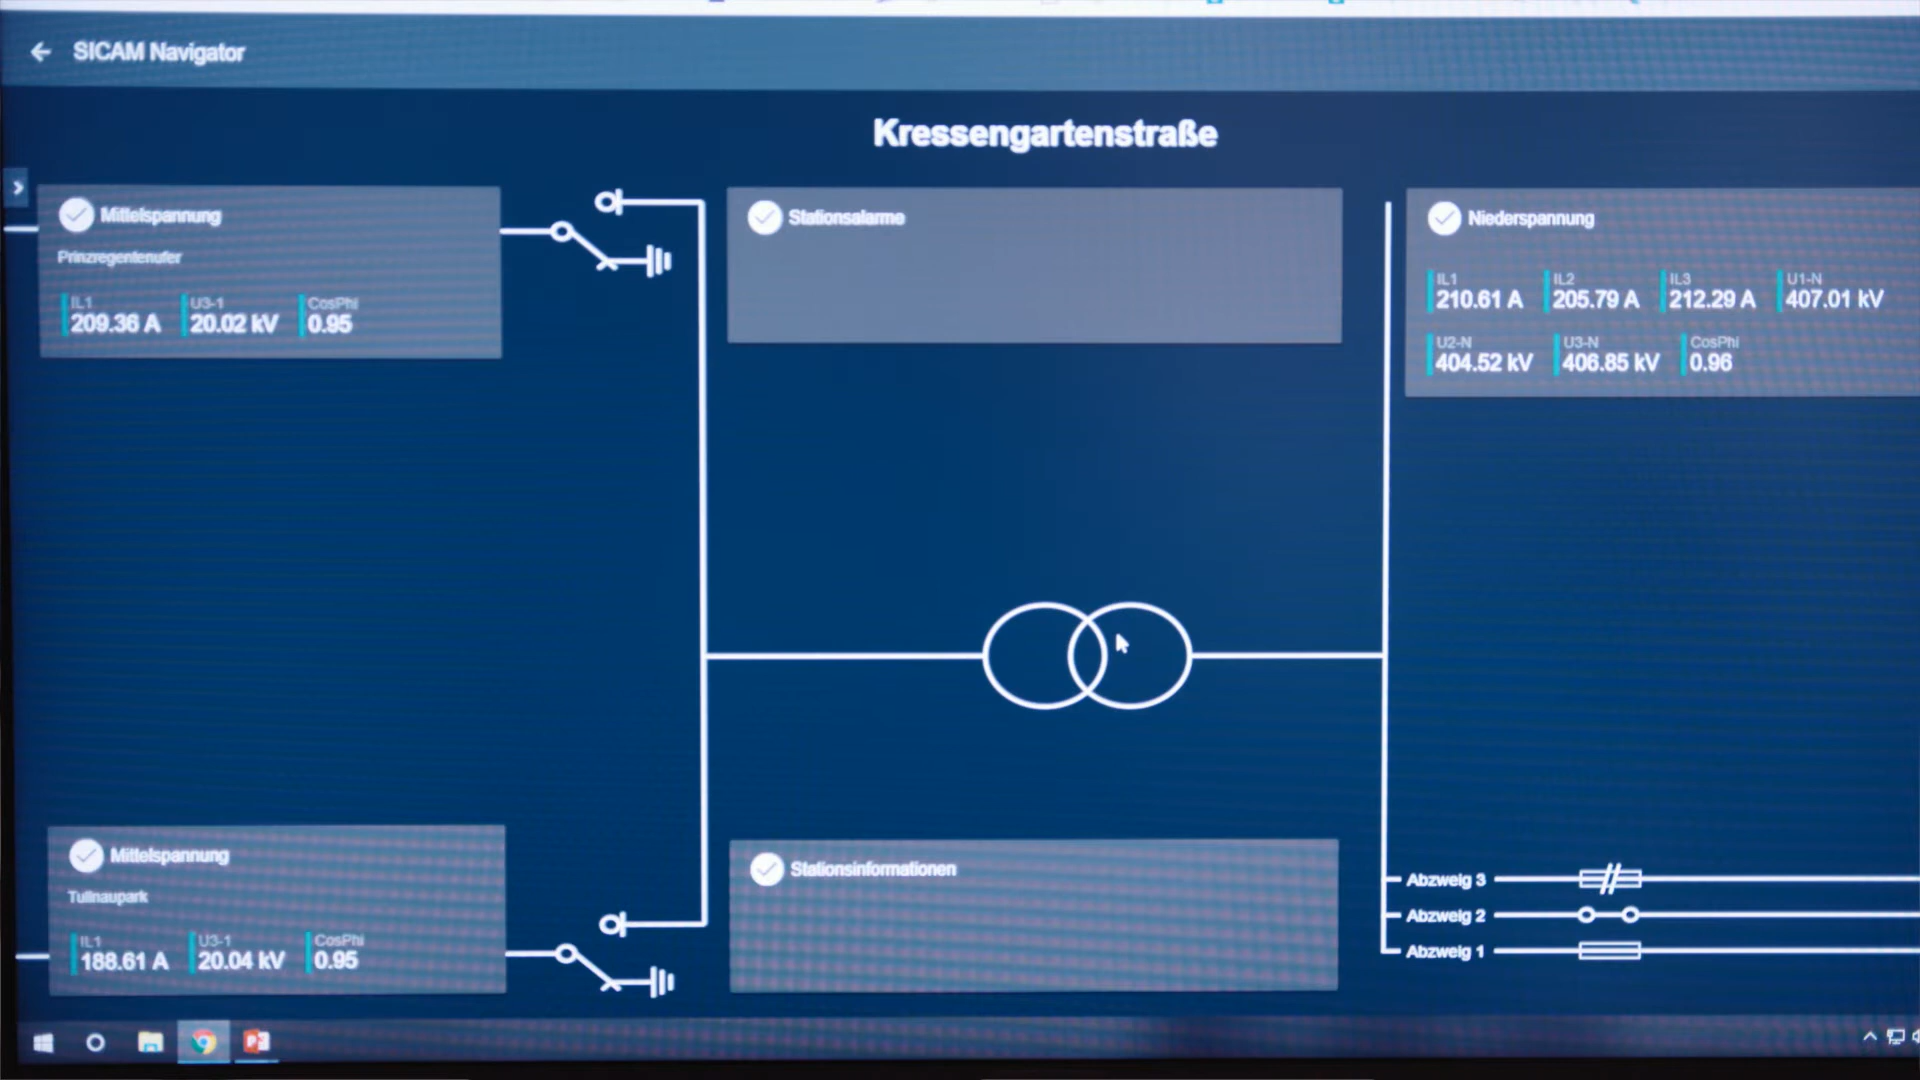 SICAM Navigator
Kressengartenstraße
Mittelspannung
Prinzregentenufer
IL1 U3-1 CosPhi
209.36 A 20.02 kV 0.95
Stationsalarme
Niederspannung
IL1 IL2 IL3 U1-N
210.61 A 205.79 A 212.29 A 407.01 kV
U2-N U3-N CosPhi
404.52 kV 406.85 kV 0.96
Mittelspannung
Tullnaupark
IL1 U3-1 CosPhi
188.61 A 20.04 kV 0.95
Stationsinformationen
Abzweig 3
Abzweig 2
Abzweig 1